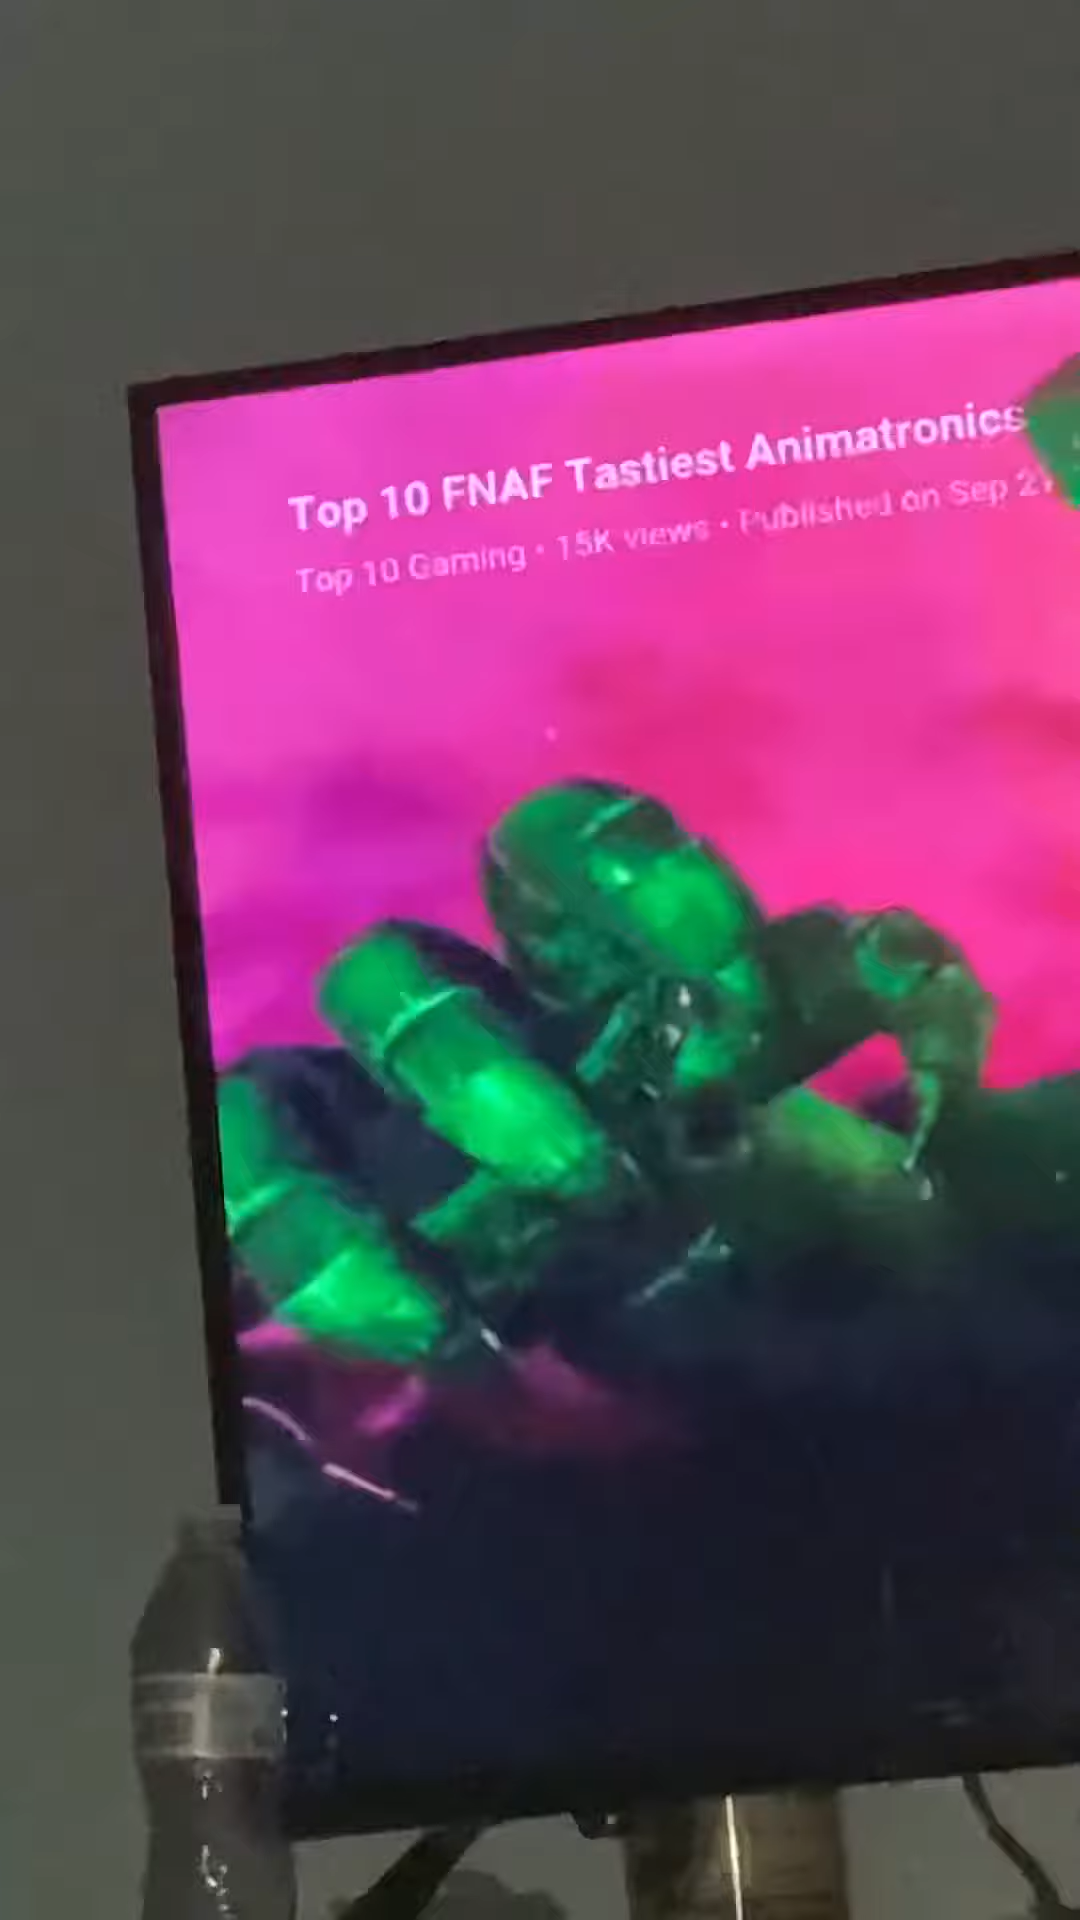 Top 10 FNAF Tastiest Animatronics
Top 10 Gaming • 15K views • Published on Sep